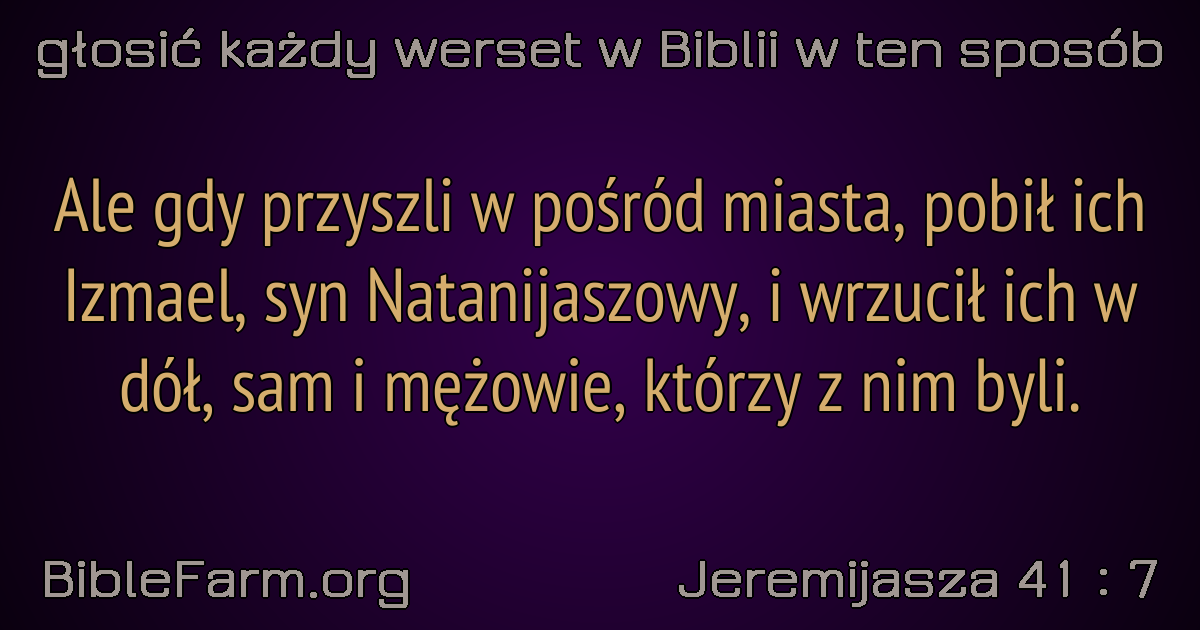 głosić każdy werset w Biblii w ten sposób
Ale gdy przyszli w pośród miasta, pobił ich
Izmael, syn Natanijaszowy, i wrzucił ich w
dół, sam i mężowie, którzy z nim byli.
BibleFarm.org
Jeremijasza 41 : 7